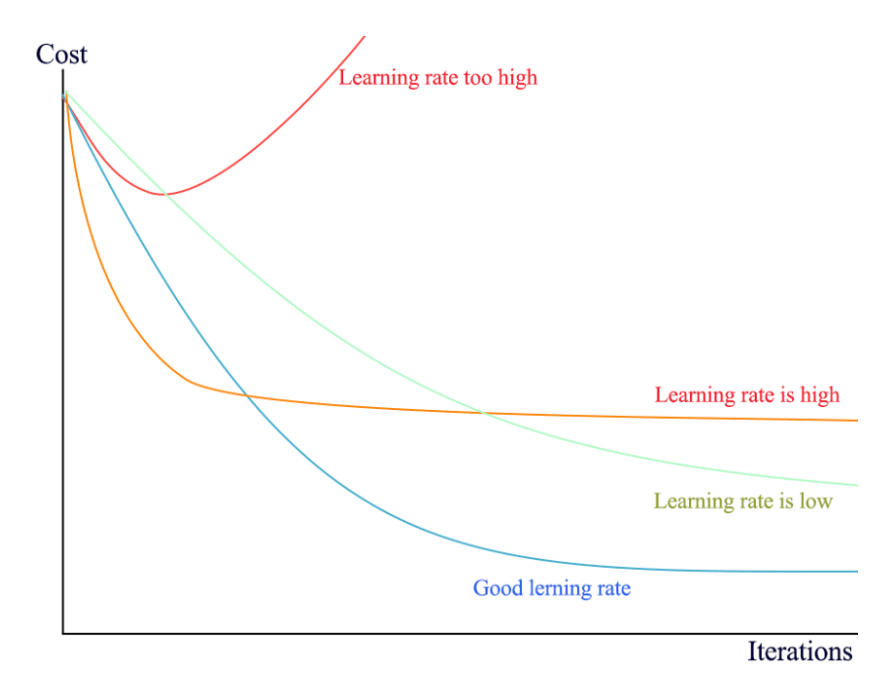 Cost
Learning rate too high
Learning rate is high
Learning rate is low
Good lerning rate
Iterations